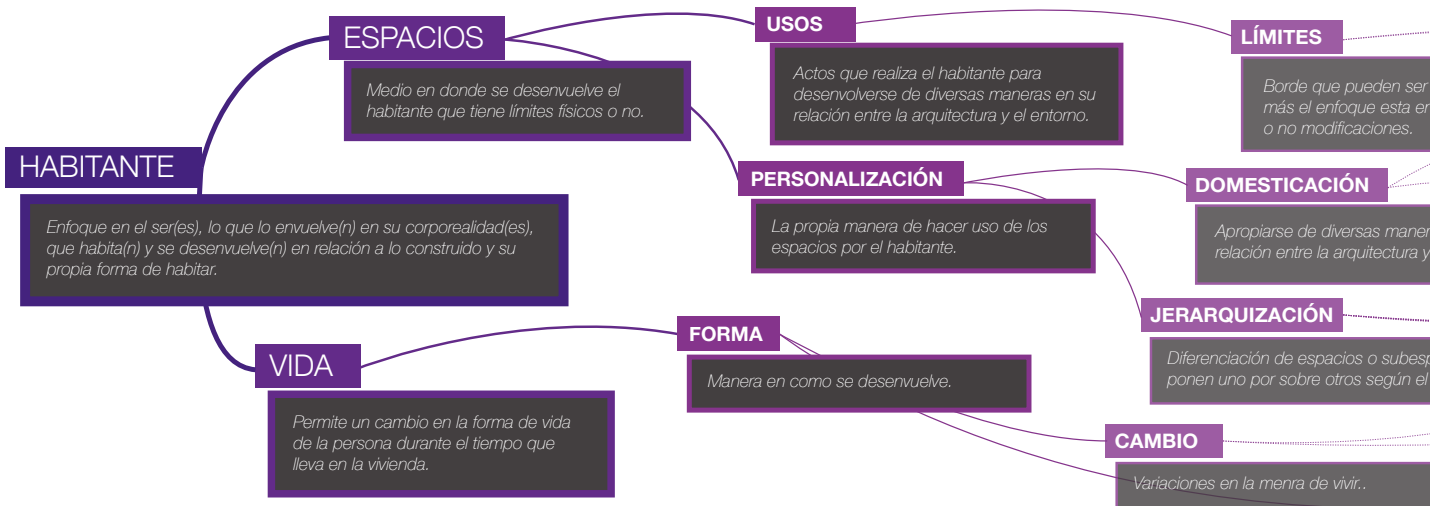 HABITANTE
Enfoque en el ser(es), lo que lo envuelve(n) en su corporealidad(es),
que habita(n) y se desenvuelve(n) en relación a lo construido y su
propia forma de habitar.
ESPACIOS
Medio en donde se desenvuelve el
habitante que tiene límites físicos o no.
VIDA
Permite un cambio en la forma de vida
de la persona durante el tiempo que
lleva en la vivienda.
USOS
Actos que realiza el habitante para
desenvolverse de diversas maneras en su
relación entre la arquitectura y el entorno.
PERSONALIZACIÓN
La propia manera de hacer uso de los
espacios por el habitante.
FORMA
Manera en como se desenvuelve.
LÍMITES
Borde que pueden ser
más el enfoque esta en
o no modificaciones.
DOMESTICACIÓN
Apropiarse de diversas
relación entre la arquitectura y
JERARQUIZACIÓN
Diferenciación de espacios o
ponen uno por sobre otros según el
CAMBIO
Variaciones en la menra de vivir..